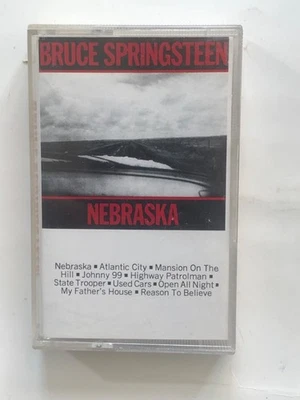 BRUCE SPRINGSTEEN
NEBRASKA
Nebraska ▪ Atlantic City ▪ Mansion On The
Hill ▪ Johnny 99 ▪ Highway Patrolman ▪
State Trooper ▪ Used Cars ▪ Open All Night ▪
My Father's House ▪ Reason To Believe